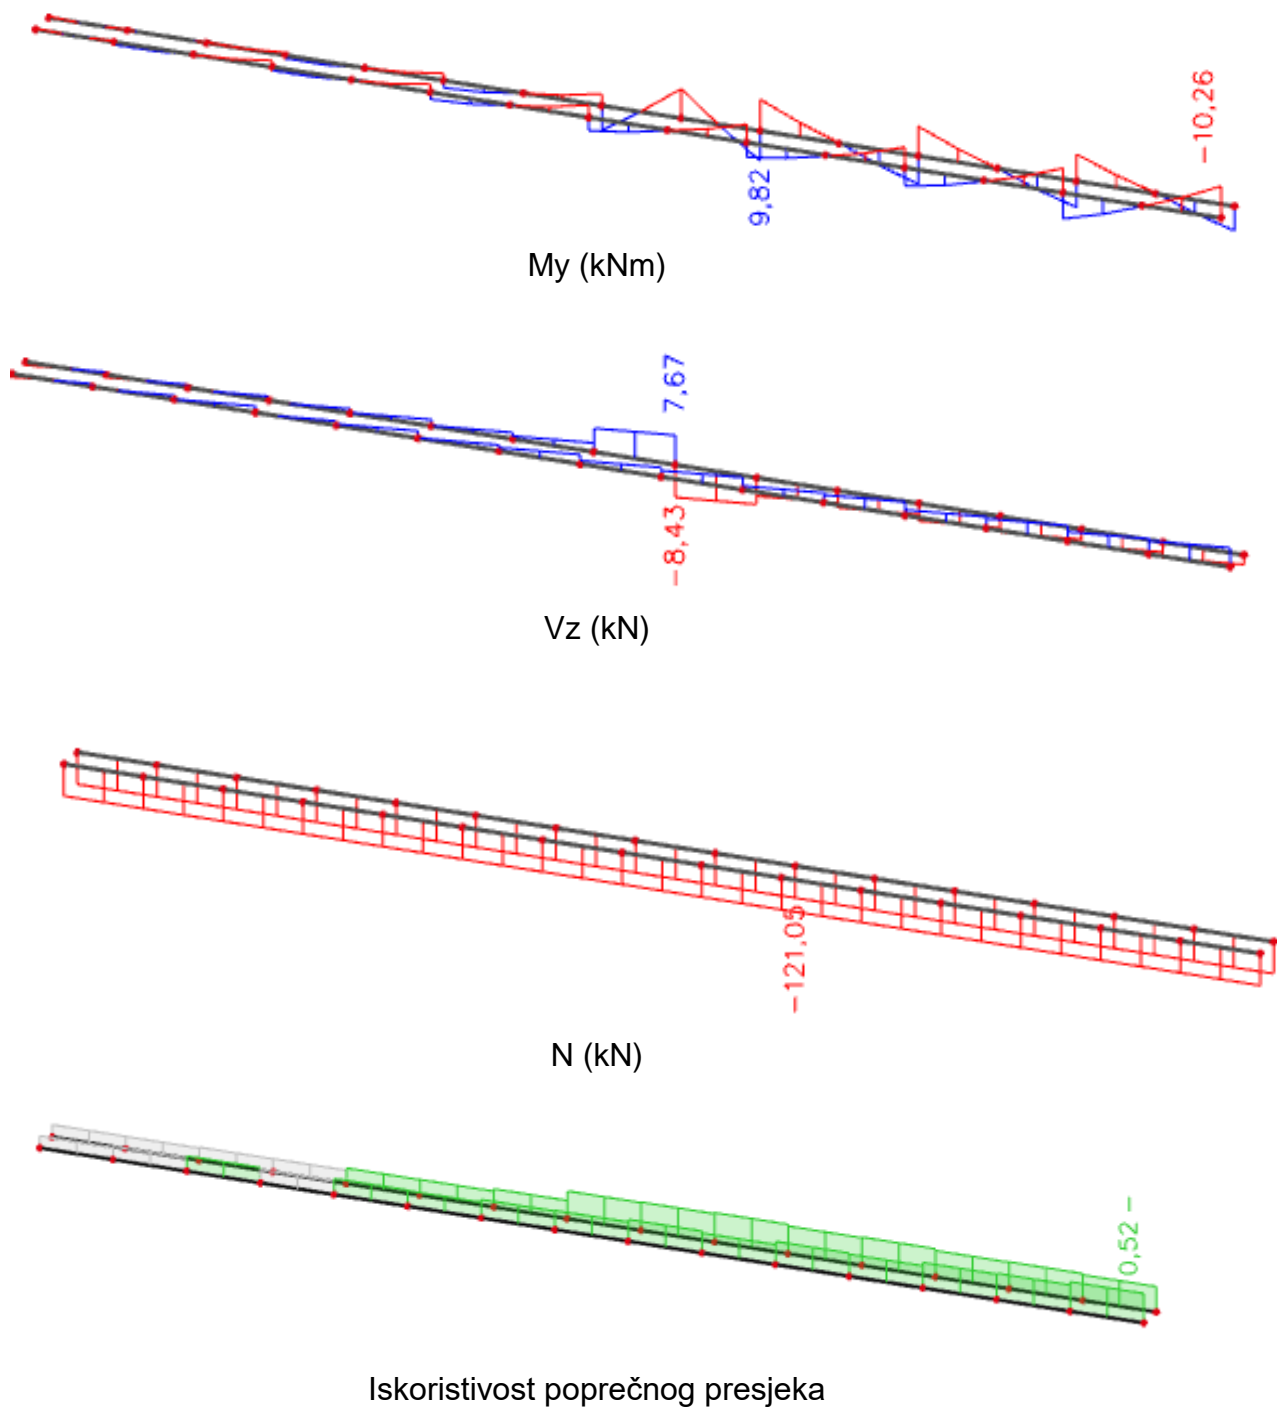 −10,26
9,82
My (kNm)
7,67
−8,43
Vz (kN)
−121,05
N (kN)
0,52 −
Iskoristivost poprečnog presjeka